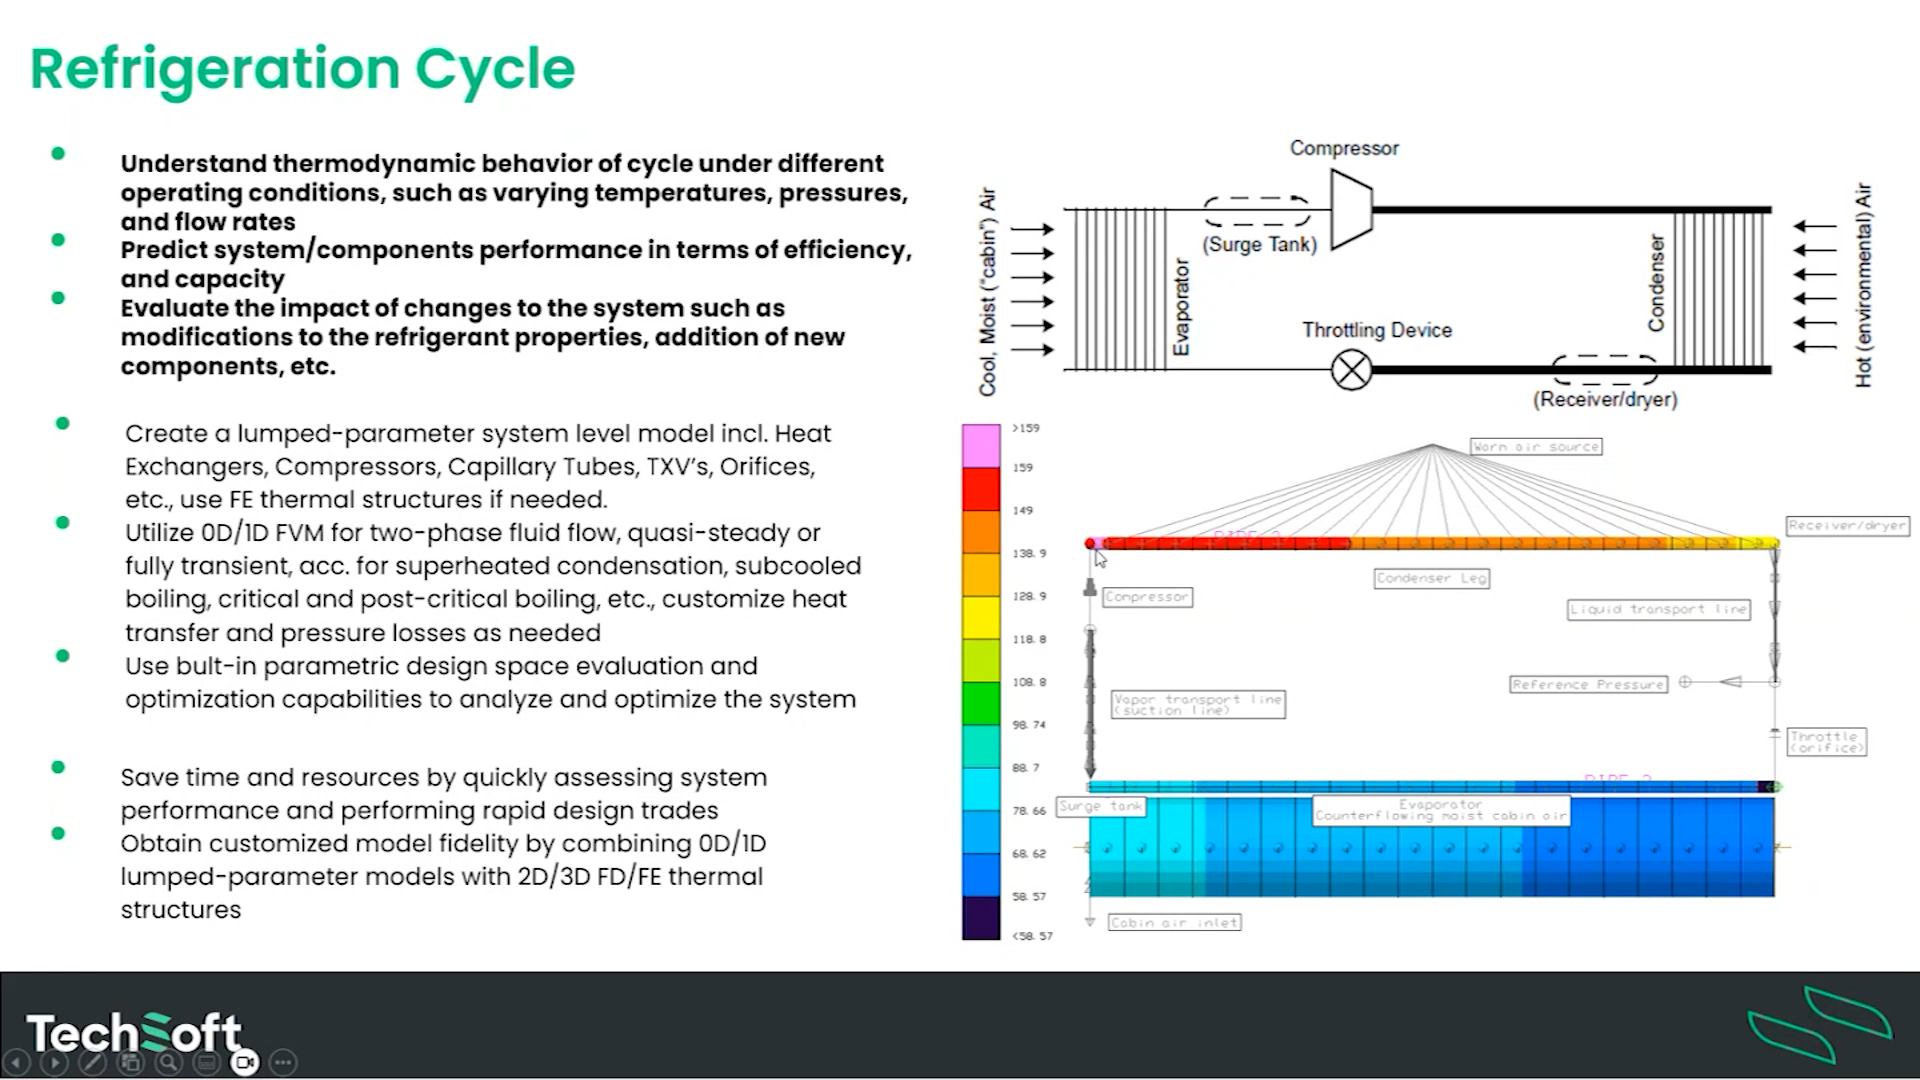 Refrigeration Cycle
Understand thermodynamic behavior of cycle under different
operating conditions, such as varying temperatures, pressures,
and flow rates
Predict system/components performance in terms of efficiency,
and capacity
Evaluate the impact of changes to the system such as
modifications to the refrigerant properties, addition of new
components, etc.
Create a lumped-parameter system level model incl. Heat
Exchangers, Compressors, Capillary Tubes, TXV's, Orifices,
etc., use FE thermal structures if needed.
Utilize 0D/1D FVM for two-phase fluid flow, quasi-steady or
fully transient, acc. for superheated condensation, subcooled
boiling, critical and post-critical boiling, etc., customize heat
transfer and pressure losses as needed
Use bult-in parametric design space evaluation and
optimization capabilities to analyze and optimize the system
Save time and resources by quickly assessing system
performance and performing rapid design trades
Obtain customized model fidelity by combining 0D/1D
lumped-parameter models with 2D/3D FD/FE thermal
structures
Compressor
Cool, Moist ("cabin") Air
(Surge Tank)
Evaporator
Throttling Device
Condenser
Hot (environmental) Air
(Receiver/dryer)
>159
159
149
138.9
128.9
118.8
108.8
98.74
88.7
78.66
68.62
58.57
<58.57
Warm air source
Receiver/dryer
PIPE 2
Condenser Leg
Compressor
Liquid transport line
Reference Pressure
Vapor transport line
(suction line)
Throttle
(orifice)
Surge tank
Evaporator
Counterflowing moist cabin air
Cabin air inlet
TechSoft